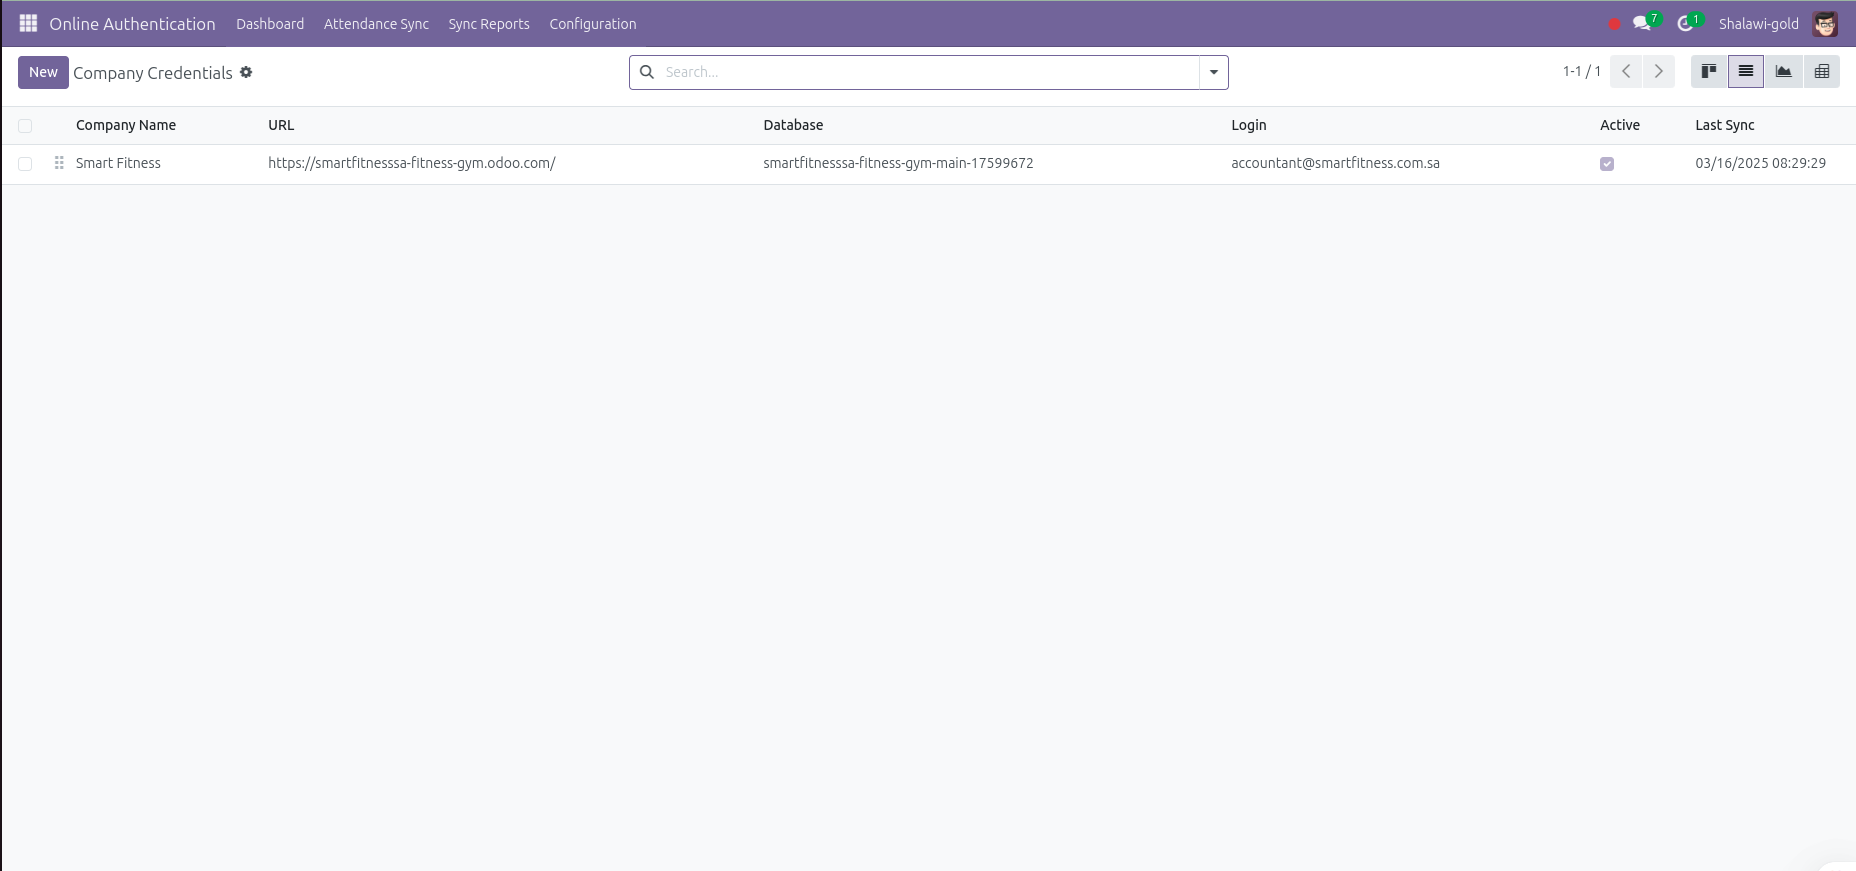 Online Authentication Dashboard Attendance Sync Sync Reports Configuration 7 1 Shalawi-gold
New Company Credentials Search... 1-1 / 1
Company Name URL Database Login Active Last Sync
Smart Fitness https://smartfitnesssa-fitness-gym.odoo.com/ smartfitnesssa-fitness-gym-main-17599672 accountant@smartfitness.com.sa 03/16/2025 08:29:29